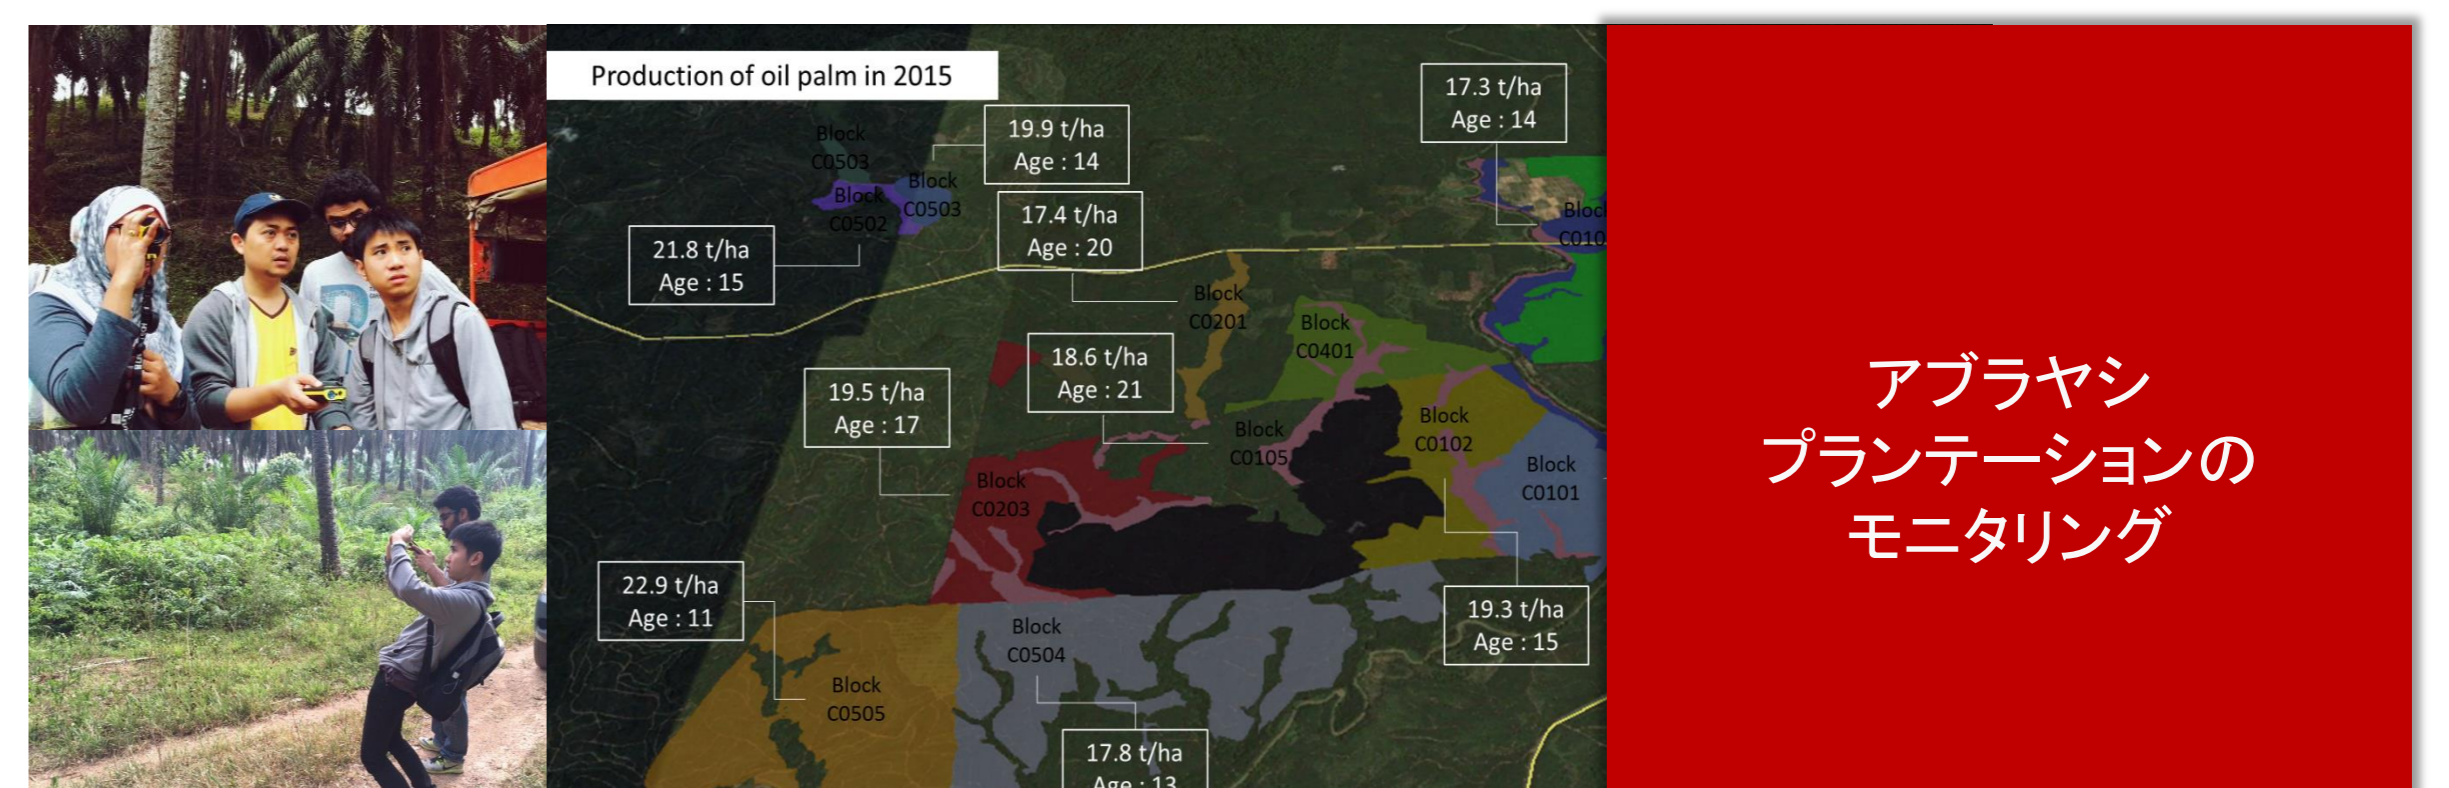 Production of oil palm in 2015
17.3 t/ha
Age : 14
19.9 t/ha
Age : 14
Block
C0503
Block
C0502
Block
C0503
17.4 t/ha
Age : 20
21.8 t/ha
Age : 15
Block
C0201
Block
C0401
18.6 t/ha
Age : 21
19.5 t/ha
Age : 17
Block
C0105
Block
C0102
Block
C0101
Block
C0203
22.9 t/ha
Age : 11
19.3 t/ha
Age : 15
Block
C0504
Block
C0505
17.8 t/ha
Age : 13
アブラヤシ
プランテーションの
モニタリング